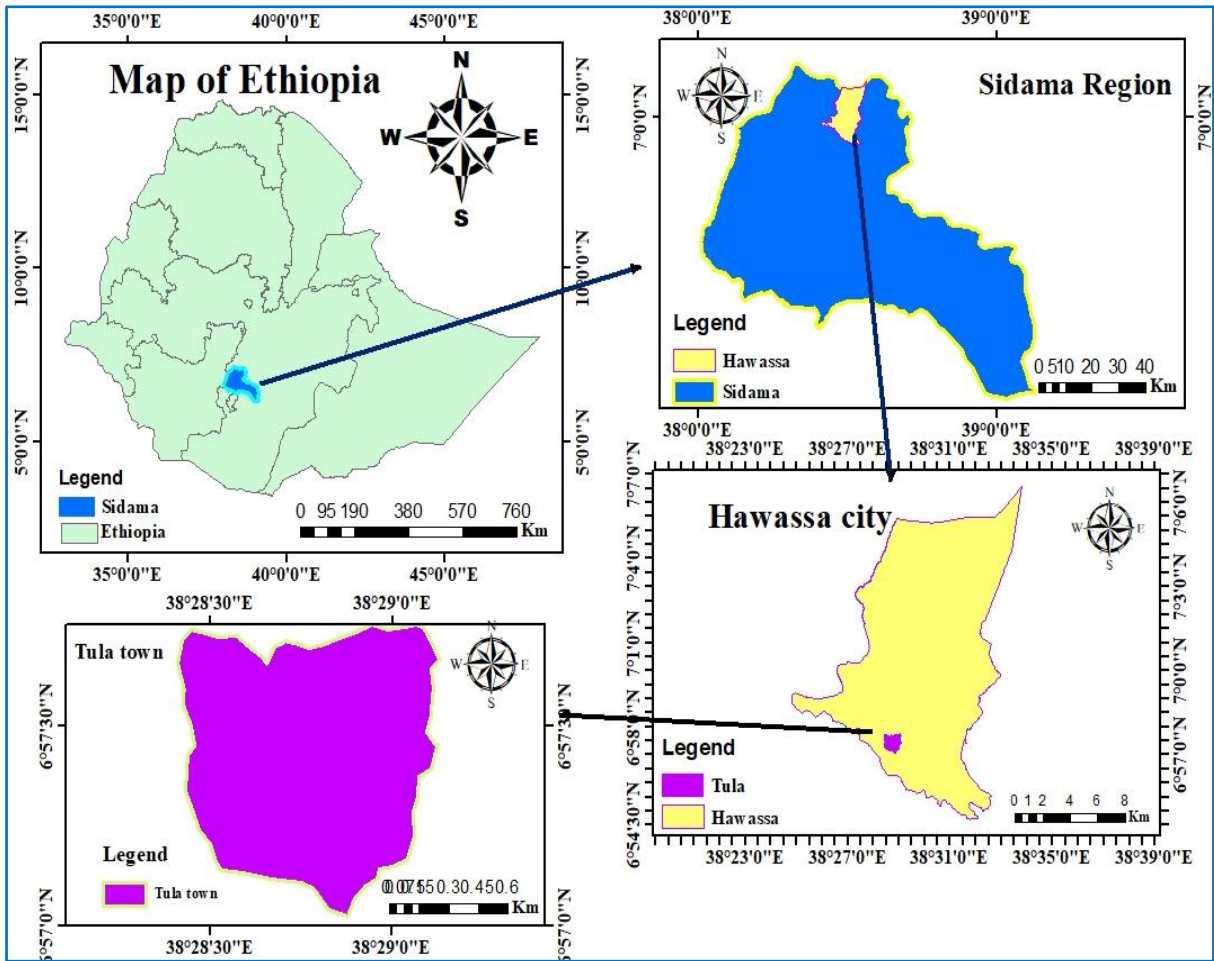 35°0'0"E 40°0'0"E 45°0'0"E
Map of Ethiopia
N
W E
S
15°0'0"N 10°0'0"N 5°0'0"N
15°0'0"N 10°0'0"N 5°0'0"N
Legend
Sidama
Ethiopia
0 95 190 380 570 760
Km
35°0'0"E 40°0'0"E 45°0'0"E
38°0'0"E 39°0'0"E
Sidama Region
N
W E
S
7°0'0"N
7°0'0"N
Legend
Hawassa
Sidama
0 510 20 30 40
Km
38°0'0"E 39°0'0"E
38°23'0"E 38°27'0"E 38°31'0"E 38°35'0"E 38°39'0"E
Hawassa city
N
W E
S
7°7'0"N 7°4'0"N 7°1'0"N 6°58'0"N 6°54'30"N
7°6'0"N 7°3'0"N 7°0'0"N 6°57'0"N
Legend
Tula
Hawassa
0 1 2 4 6 8
Km
38°23'0"E 38°27'0"E 38°31'0"E 38°35'0"E 38°39'0"E
38°28'30"E 38°29'0"E
Tula town
N
W E
S
6°57'30"N 6°57'0"N
6°57'30"N 6°57'0"N
Legend
Tula town
Km
38°28'30"E 38°29'0"E